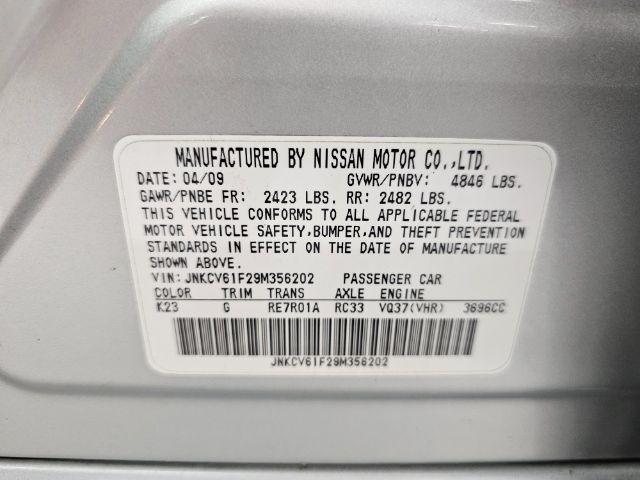 MANUFACTURED BY NISSAN MOTOR CO.,LTD.
DATE: 04/09 GVWR/PNBV: 4846 LBS.
GAWR/PNBE FR: 2423 LBS. RR: 2482 LBS.
THIS VEHICLE CONFORMS TO ALL APPLICABLE FEDERAL
MOTOR VEHICLE SAFETY,BUMPER,AND THEFT PREVENTION
STANDARDS IN EFFECT ON THE DATE OF MANUFACTURE
SHOWN ABOVE.
VIN: JNKCV61F29M356202 PASSENGER CAR
COLOR TRIM TRANS AXLE ENGINE
K23 G RE7R01A RC33 VQ37(VHR) 3696CC
JNKCV61F29M356202